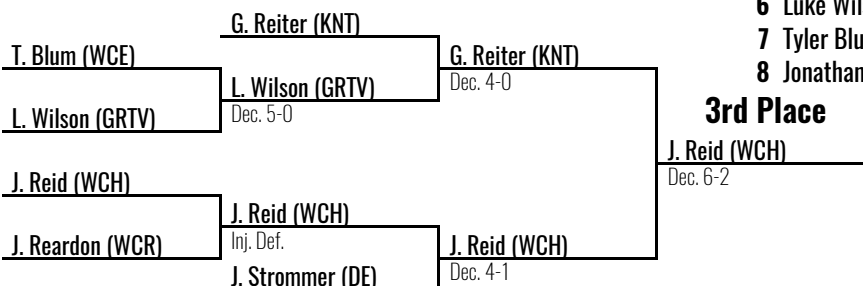 G. Reiter (KNT)
T. Blum (WCE)
L. Wilson (GRTV)
Dec. 5-0
L. Wilson (GRTV)
G. Reiter (KNT)
Dec. 4-0
J. Reid (WCH)
J. Reid (WCH)
Inj. Def.
J. Reardon (WCR)
J. Strommer (DE)
J. Reid (WCH)
Dec. 4-1
6 Luke Wil
7 Tyler Blu
8 Jonathan
3rd Place
J. Reid (WCH)
Dec. 6-2